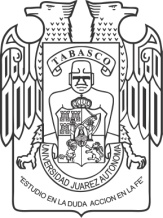 TABASCO
UNIVERSIDAD JUAREZ AUTONOMA
"ESTUDIO EN LA DUDA ACCION EN LA FE"